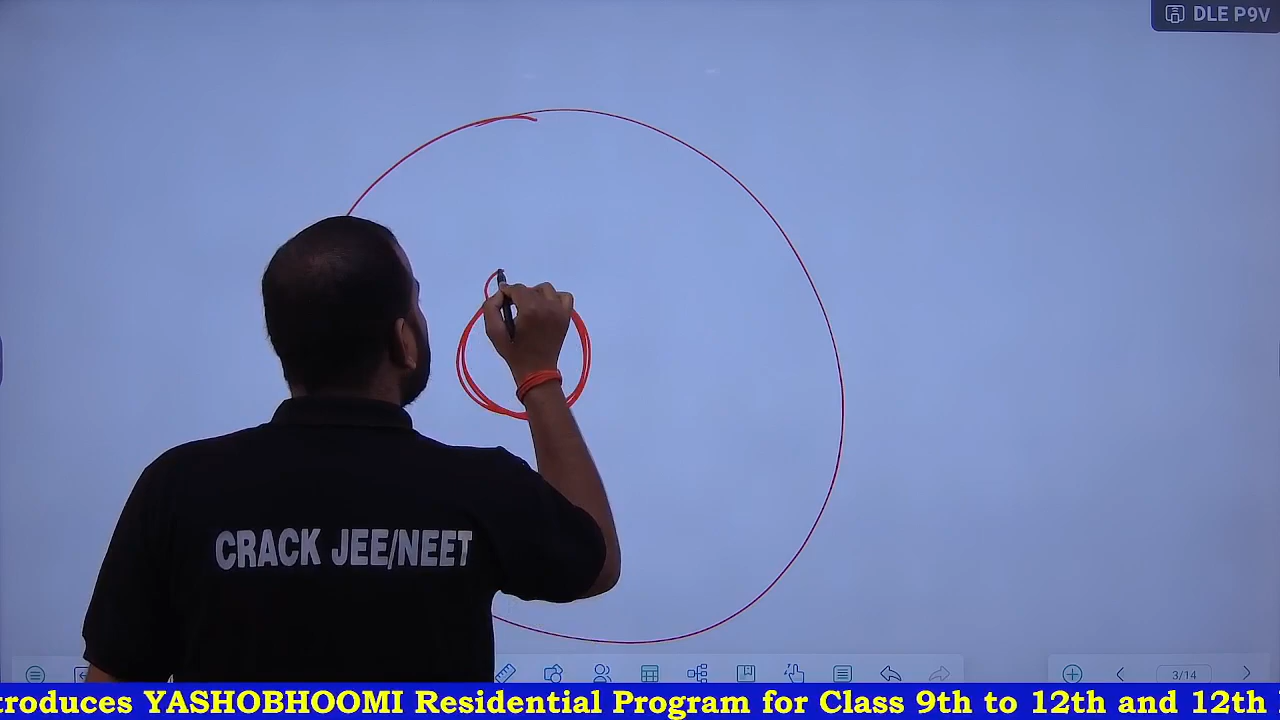 DLE P9V
CRACK JEE/NEET
3/14
troduces YASHOBHOOMI Residential Program for Class 9th to 12th and 12th